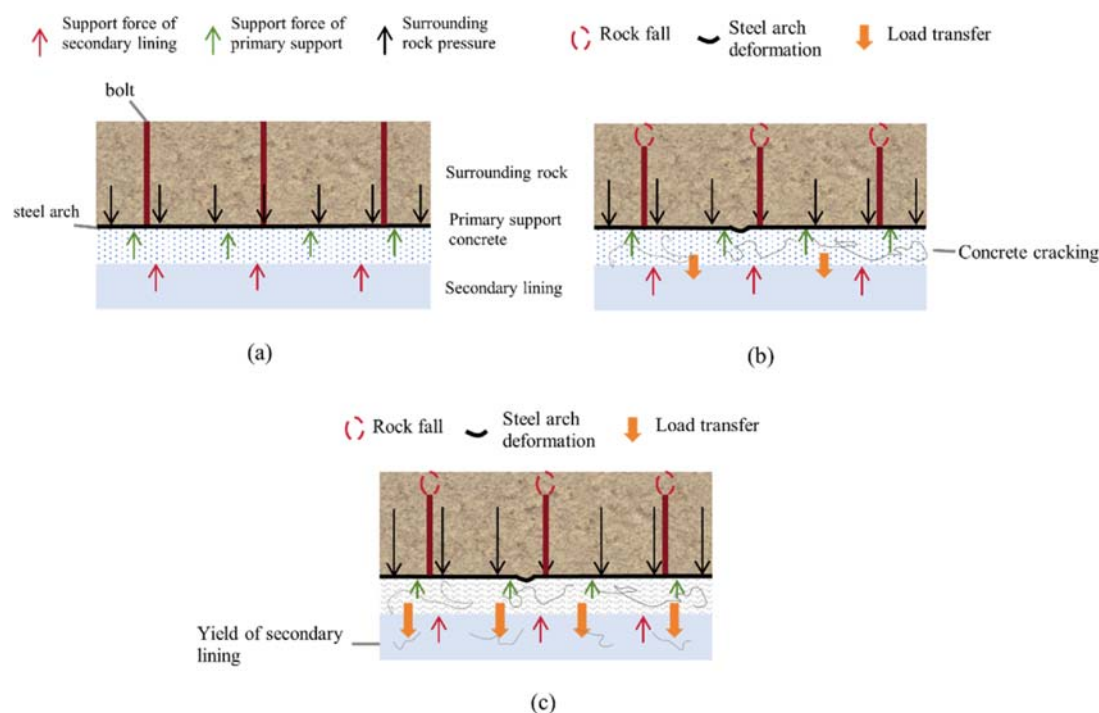 Support force of
secondary lining
Support force of
primary support
Surrounding
rock pressure
Rock fall
Steel arch
deformation
Load transfer
bolt
steel arch
Surrounding rock
Primary support
concrete
Secondary lining
Concrete cracking
(a)
(b)
Rock fall
Steel arch
deformation
Load transfer
Yield of secondary
lining
(c)